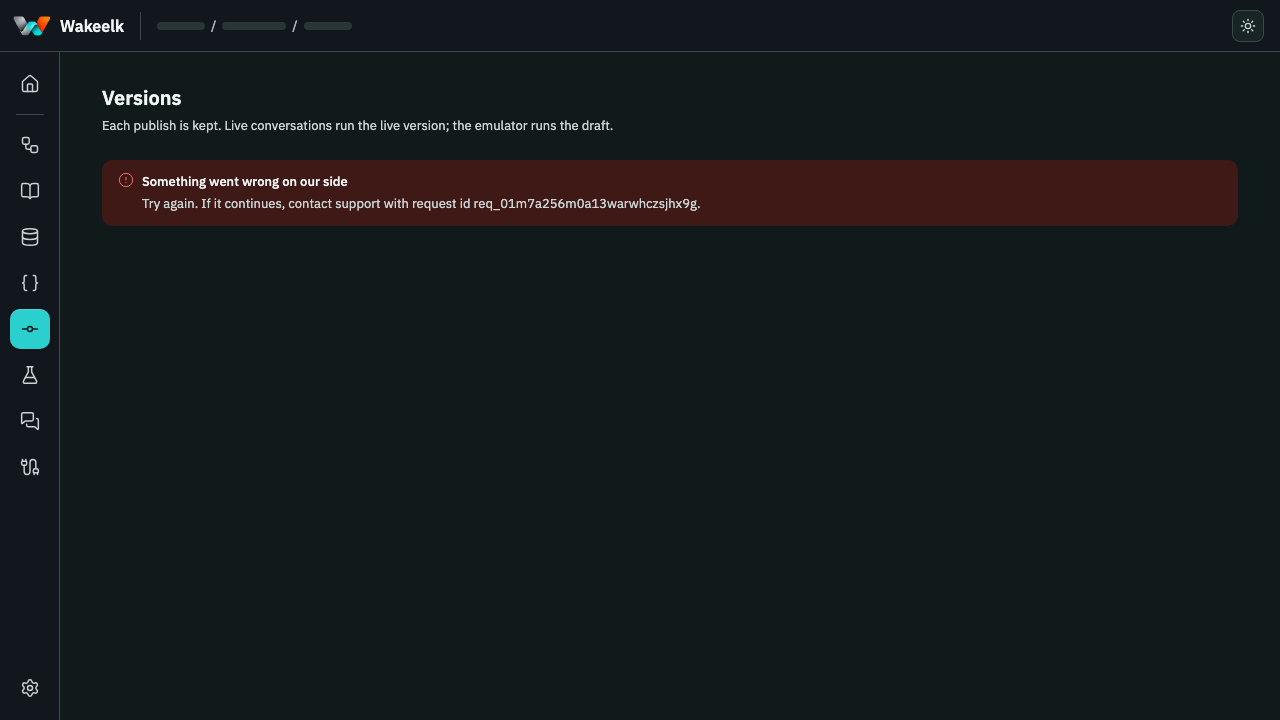 Wakeelk
/ /
Versions
Each publish is kept. Live conversations run the live version; the emulator runs the draft.
Something went wrong on our side
Try again. If it continues, contact support with request id req_01m7a256m0a13warwhczsjhx9g.